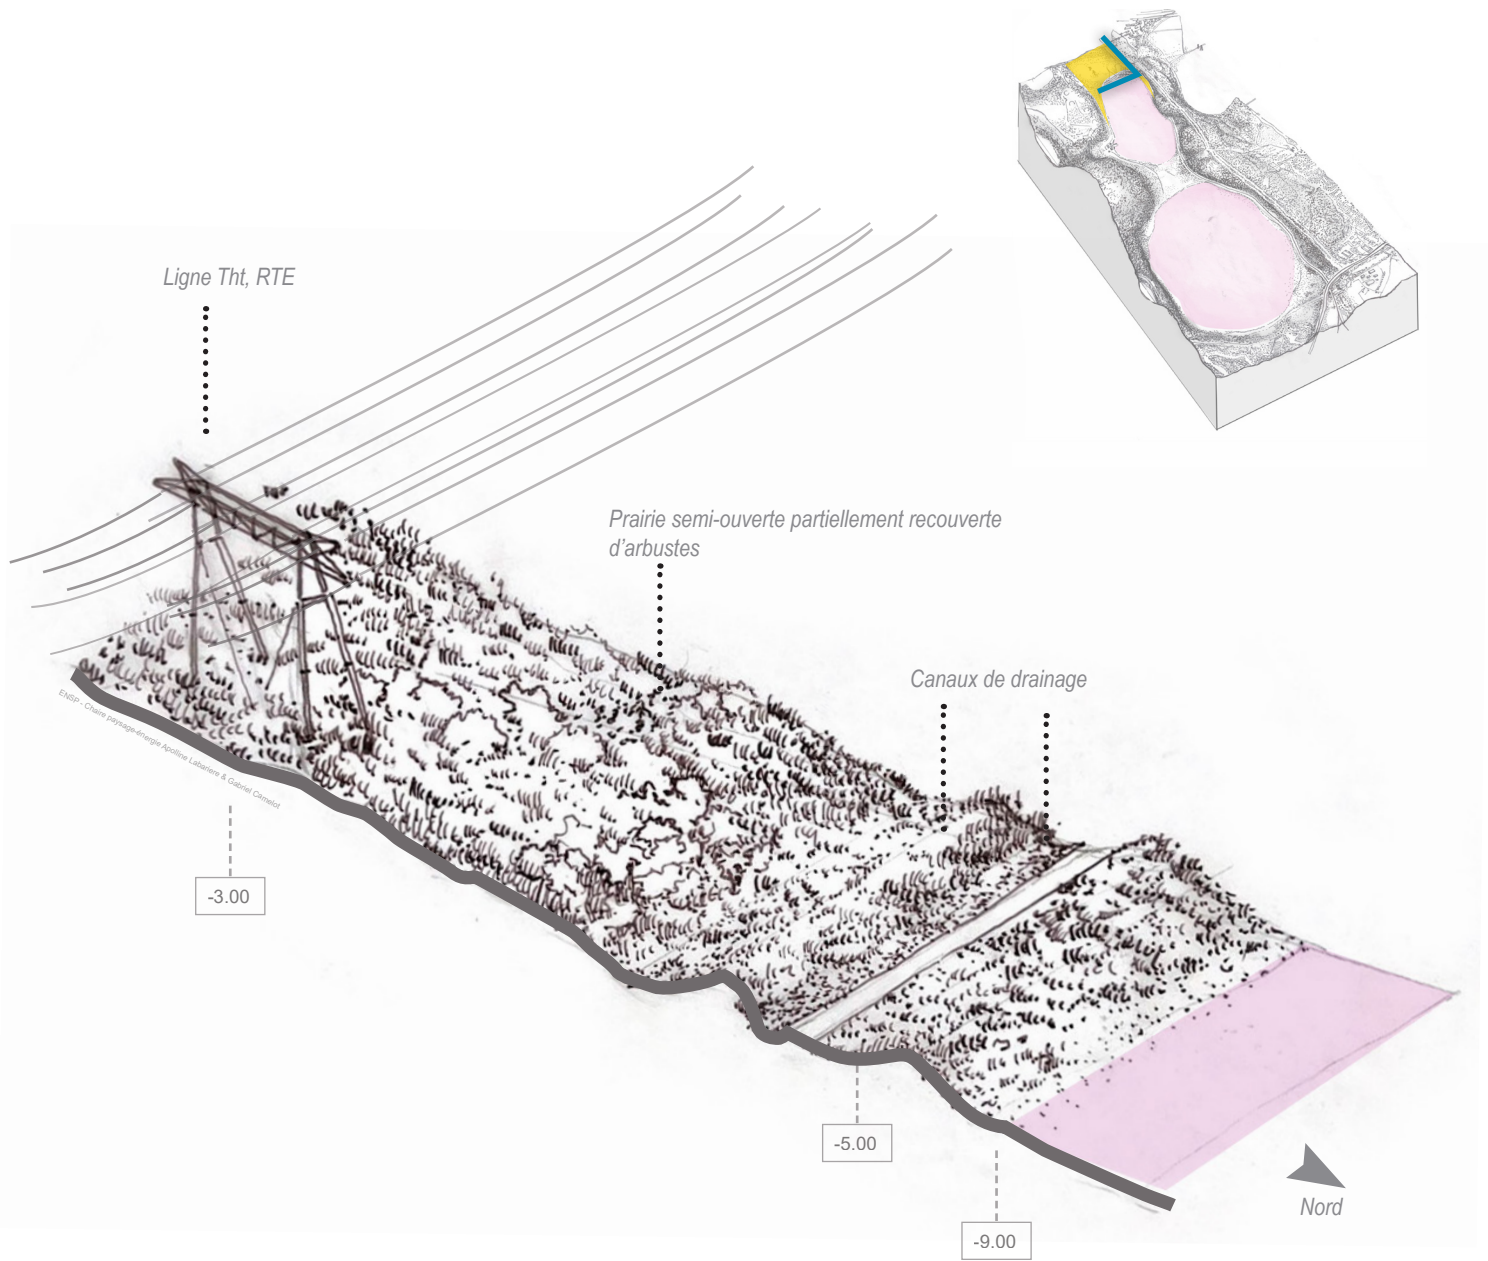 Ligne Tht, RTE
Prairie semi-ouverte partiellement recouverte
d'arbustes
Canaux de drainage
ENSP - Chaire paysage-énergie Apolline Labariere & Gabriel Camelot
-3.00
-5.00
-9.00
Nord